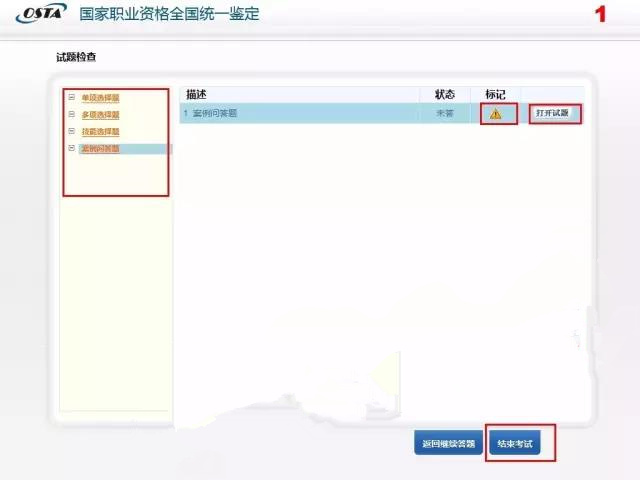 OSTA 国家职业资格全国统一鉴定 1
试题检查
单项选择题
多项选择题
技能选择题
案例问答题
描述 状态 标记
1 案例问答题 未答 打开试题
返回继续答题 结束考试